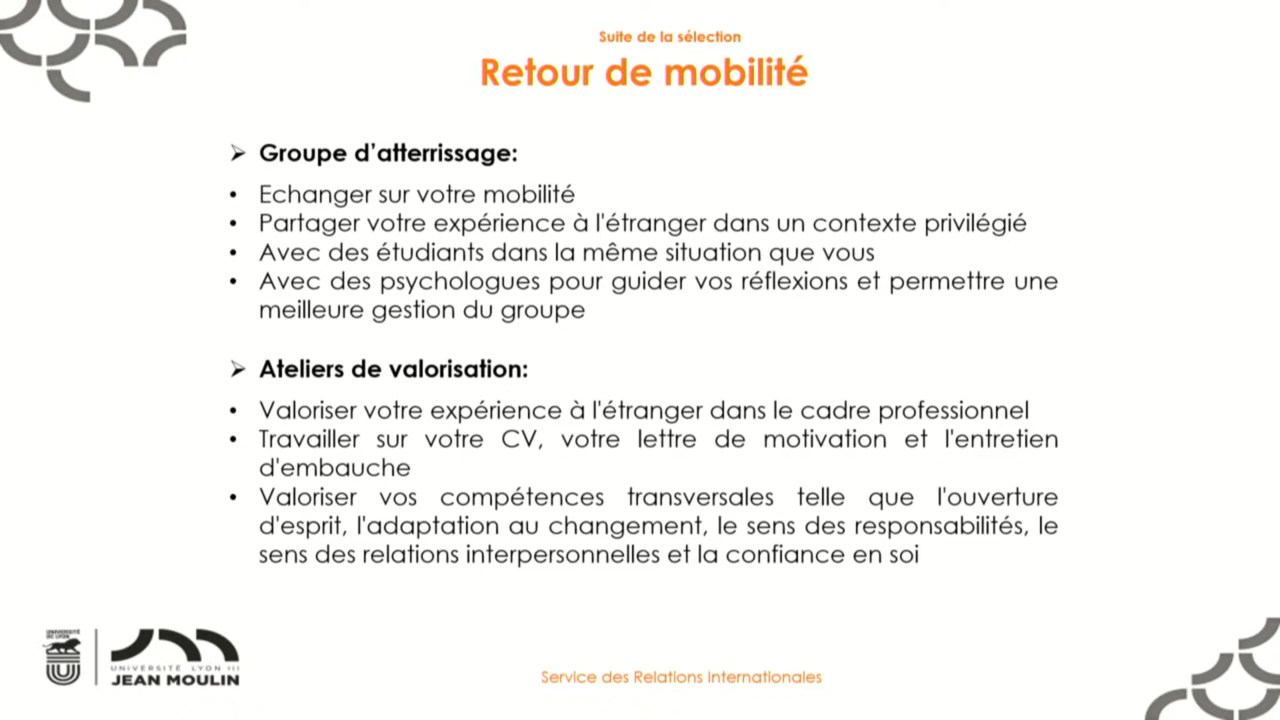 Suite de la sélection
Retour de mobilité
➢ Groupe d'atterrissage:
• Echanger sur votre mobilité
• Partager votre expérience à l'étranger dans un contexte privilégié
• Avec des étudiants dans la même situation que vous
• Avec des psychologues pour guider vos réflexions et permettre une
meilleure gestion du groupe
➢ Ateliers de valorisation:
• Valoriser votre expérience à l'étranger dans le cadre professionnel
• Travailler sur votre CV, votre lettre de motivation et l'entretien
d'embauche
• Valoriser vos compétences transversales telle que l'ouverture
d'esprit, l'adaptation au changement, le sens des responsabilités, le
sens des relations interpersonnelles et la confiance en soi
UNIVERSITÉ
DE LYON
UNIVERSITÉ LYON III
JEAN MOULIN
Service des Relations Internationales